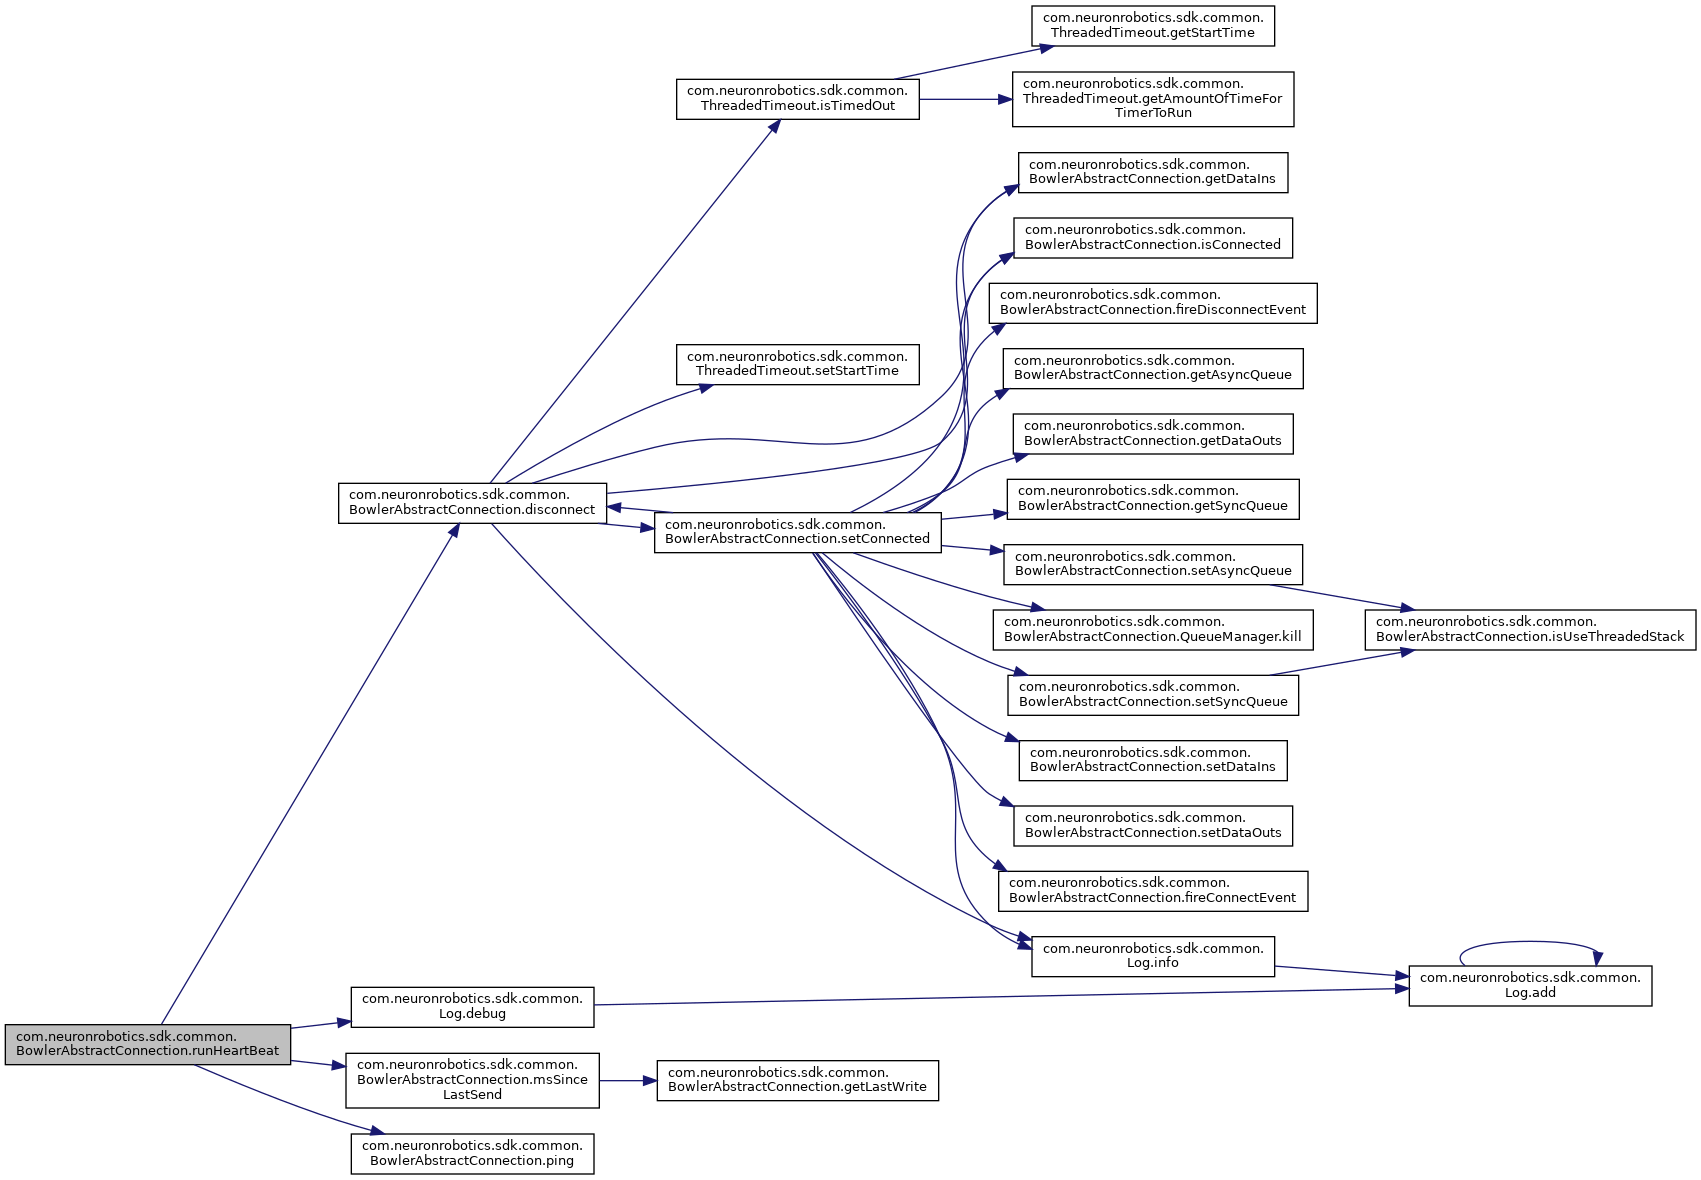 com.neuronrobotics.sdk.common.
ThreadedTimeout.getStartTime
com.neuronrobotics.sdk.common.
ThreadedTimeout.isTimedOut
com.neuronrobotics.sdk.common.
ThreadedTimeout.getAmountOfTimeFor
TimerToRun
com.neuronrobotics.sdk.common.
BowlerAbstractConnection.getDataIns
com.neuronrobotics.sdk.common.
BowlerAbstractConnection.isConnected
com.neuronrobotics.sdk.common.
BowlerAbstractConnection.fireDisconnectEvent
com.neuronrobotics.sdk.common.
ThreadedTimeout.setStartTime
com.neuronrobotics.sdk.common.
BowlerAbstractConnection.getAsyncQueue
com.neuronrobotics.sdk.common.
BowlerAbstractConnection.getDataOuts
com.neuronrobotics.sdk.common.
BowlerAbstractConnection.disconnect
com.neuronrobotics.sdk.common.
BowlerAbstractConnection.getSyncQueue
com.neuronrobotics.sdk.common.
BowlerAbstractConnection.setConnected
com.neuronrobotics.sdk.common.
BowlerAbstractConnection.setAsyncQueue
com.neuronrobotics.sdk.common.
BowlerAbstractConnection.QueueManager.kill
com.neuronrobotics.sdk.common.
BowlerAbstractConnection.isUseThreadedStack
com.neuronrobotics.sdk.common.
BowlerAbstractConnection.setSyncQueue
com.neuronrobotics.sdk.common.
BowlerAbstractConnection.setDataIns
com.neuronrobotics.sdk.common.
BowlerAbstractConnection.setDataOuts
com.neuronrobotics.sdk.common.
BowlerAbstractConnection.fireConnectEvent
com.neuronrobotics.sdk.common.
Log.info
com.neuronrobotics.sdk.common.
Log.add
com.neuronrobotics.sdk.common.
Log.debug
com.neuronrobotics.sdk.common.
BowlerAbstractConnection.runHeartBeat
com.neuronrobotics.sdk.common.
BowlerAbstractConnection.msSince
LastSend
com.neuronrobotics.sdk.common.
BowlerAbstractConnection.getLastWrite
com.neuronrobotics.sdk.common.
BowlerAbstractConnection.ping